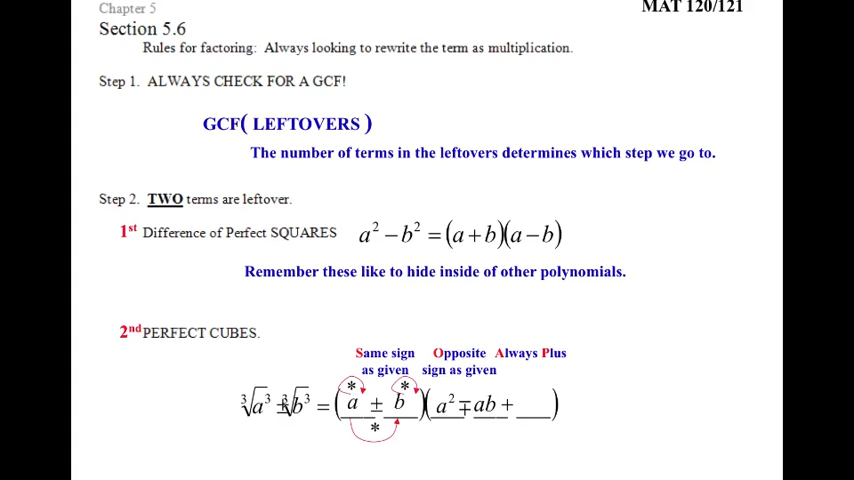 Chapter 5
MAT 120/121
Section 5.6
Rules for factoring: Always looking to rewrite the term as multiplication.
Step 1. ALWAYS CHECK FOR A GCF!
GCF( LEFTOVERS )
The number of terms in the leftovers determines which step we go to.
Step 2. TWO terms are leftover.
1st Difference of Perfect SQUARES a² − b² = (a + b)(a − b)
Remember these like to hide inside of other polynomials.
2nd PERFECT CUBES.
Same sign Opposite Always Plus
as given sign as given
* *
∛a³ ± ∛b³ = ( a ± b )( a² ∓ ab + ___ )
*